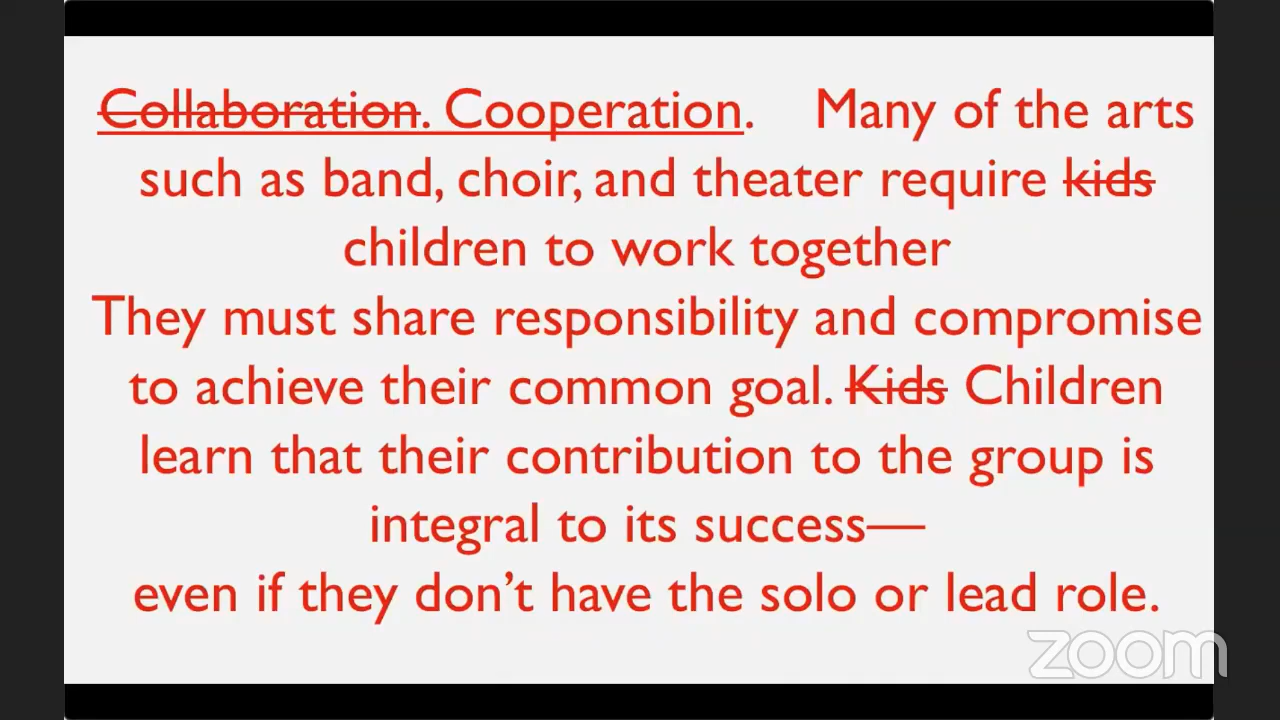 Collaboration. Cooperation. Many of the arts
such as band, choir, and theater require kids
children to work together
They must share responsibility and compromise
to achieve their common goal. Kids Children
learn that their contribution to the group is
integral to its success—
even if they don’t have the solo or lead role.
zoom